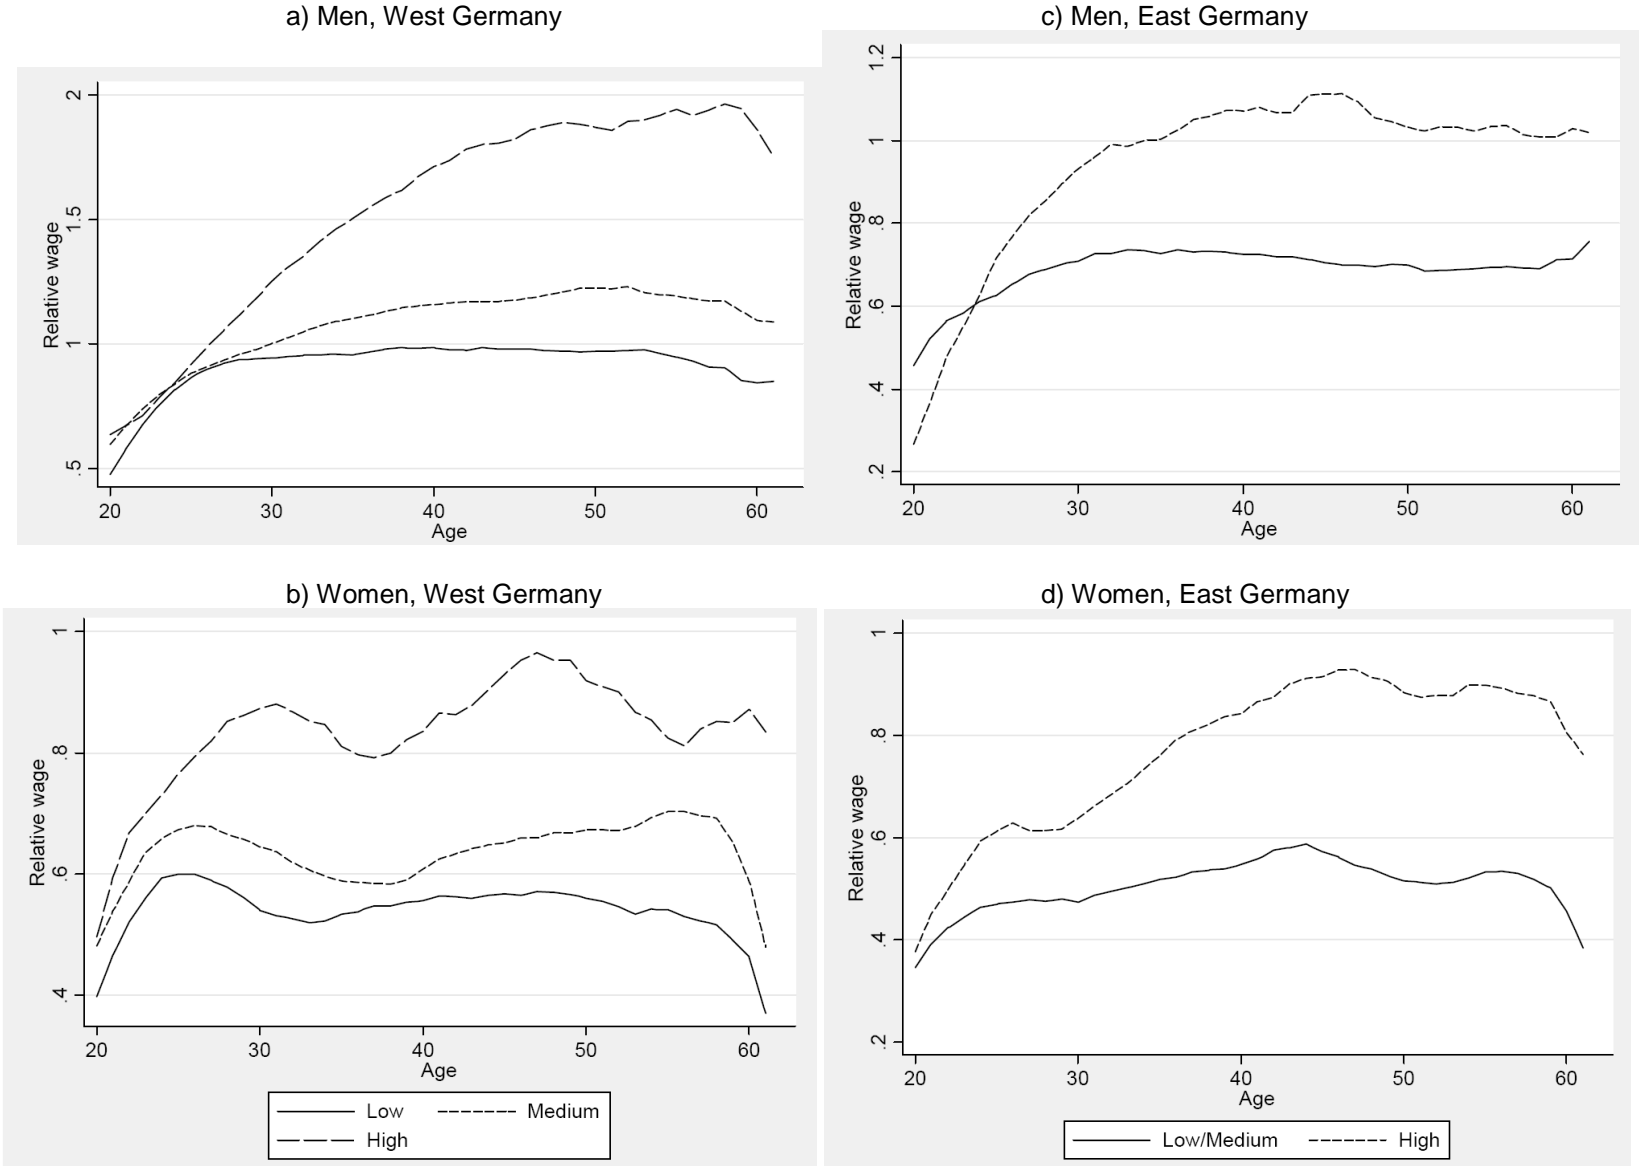 a) Men, West Germany
2
1.5
1
.5
Relative wage
20 30 40 50 60
Age
c) Men, East Germany
1.2
1
.8
.6
.4
.2
Relative wage
20 30 40 50 60
Age
b) Women, West Germany
1
.8
.6
.4
Relative wage
20 30 40 50 60
Age
Low Medium
High
d) Women, East Germany
1
.8
.6
.4
.2
Relative wage
20 30 40 50 60
Age
Low/Medium High